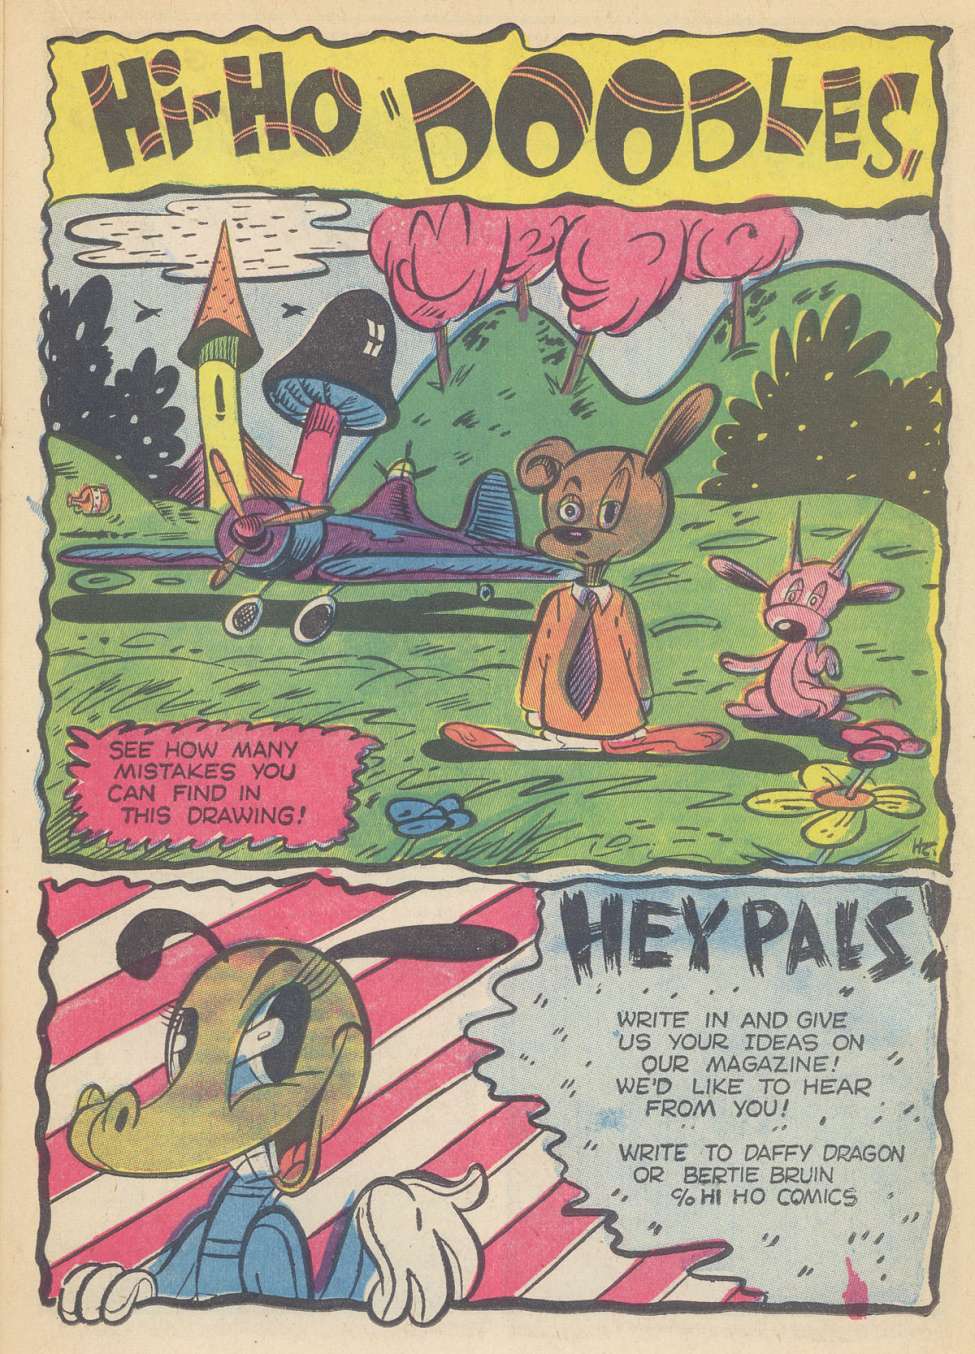 Hi-HO "DOODLES"
SEE HOW MANY
MISTAKES YOU
CAN FIND IN
THIS DRAWING!
HEY PALS!
WRITE IN AND GIVE
US YOUR IDEAS ON
OUR MAGAZINE!
WE'D LIKE TO HEAR
FROM YOU!
WRITE TO DAFFY DRAGON
OR BERTIE BRUIN
% HI HO COMICS